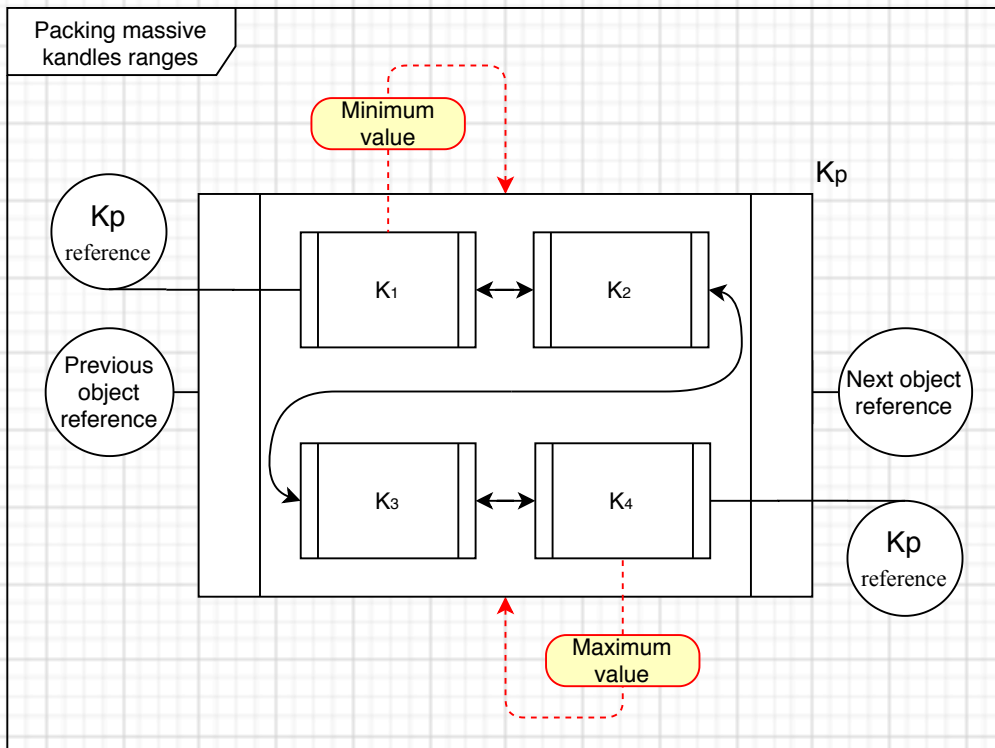 Packing massive
kandles ranges
Minimum
value
Kp
Kp
reference
K1
K2
Previous
object
reference
Next object
reference
K3
K4
Kp
reference
Maximum
value